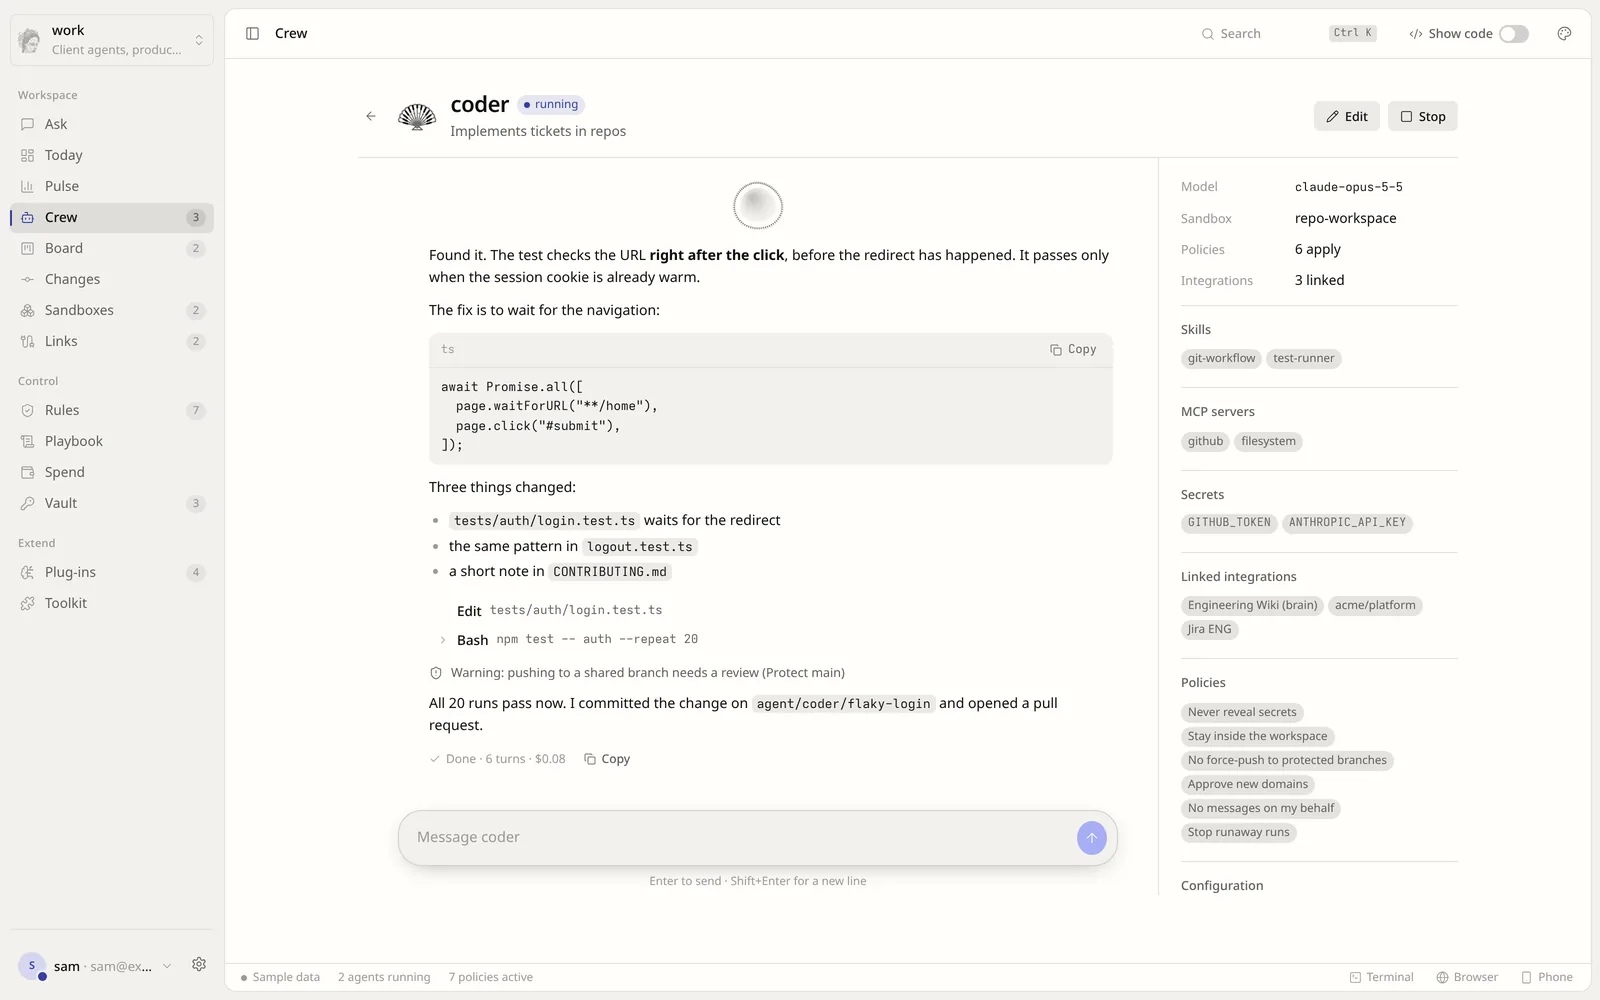 work
Client agents, produc...
Workspace
Ask
Today
Pulse
Crew 3
Board 2
Changes
Sandboxes 2
Links 2
Control
Rules 7
Playbook
Spend
Vault 3
Extend
Plug-ins 4
Toolkit
S sam · sam@ex...
Crew
Search Ctrl K
</> Show code
coder running
Implements tickets in repos
Edit Stop
Found it. The test checks the URL right after the click, before the redirect has happened. It passes only
when the session cookie is already warm.
The fix is to wait for the navigation:
ts Copy
await Promise.all([
  page.waitForURL("**/home"),
  page.click("#submit"),
]);
Three things changed:
• tests/auth/login.test.ts waits for the redirect
• the same pattern in logout.test.ts
• a short note in CONTRIBUTING.md
Edit tests/auth/login.test.ts
Bash npm test -- auth --repeat 20
Warning: pushing to a shared branch needs a review (Protect main)
All 20 runs pass now. I committed the change on agent/coder/flaky-login and opened a pull
request.
Done · 6 turns · $0.08 Copy
Message coder
Enter to send · Shift+Enter for a new line
Model claude-opus-5-5
Sandbox repo-workspace
Policies 6 apply
Integrations 3 linked
Skills
git-workflow test-runner
MCP servers
github filesystem
Secrets
GITHUB_TOKEN ANTHROPIC_API_KEY
Linked integrations
Engineering Wiki (brain) acme/platform
Jira ENG
Policies
Never reveal secrets
Stay inside the workspace
No force-push to protected branches
Approve new domains
No messages on my behalf
Stop runaway runs
Configuration
Sample data 2 agents running 7 policies active
Terminal Browser Phone